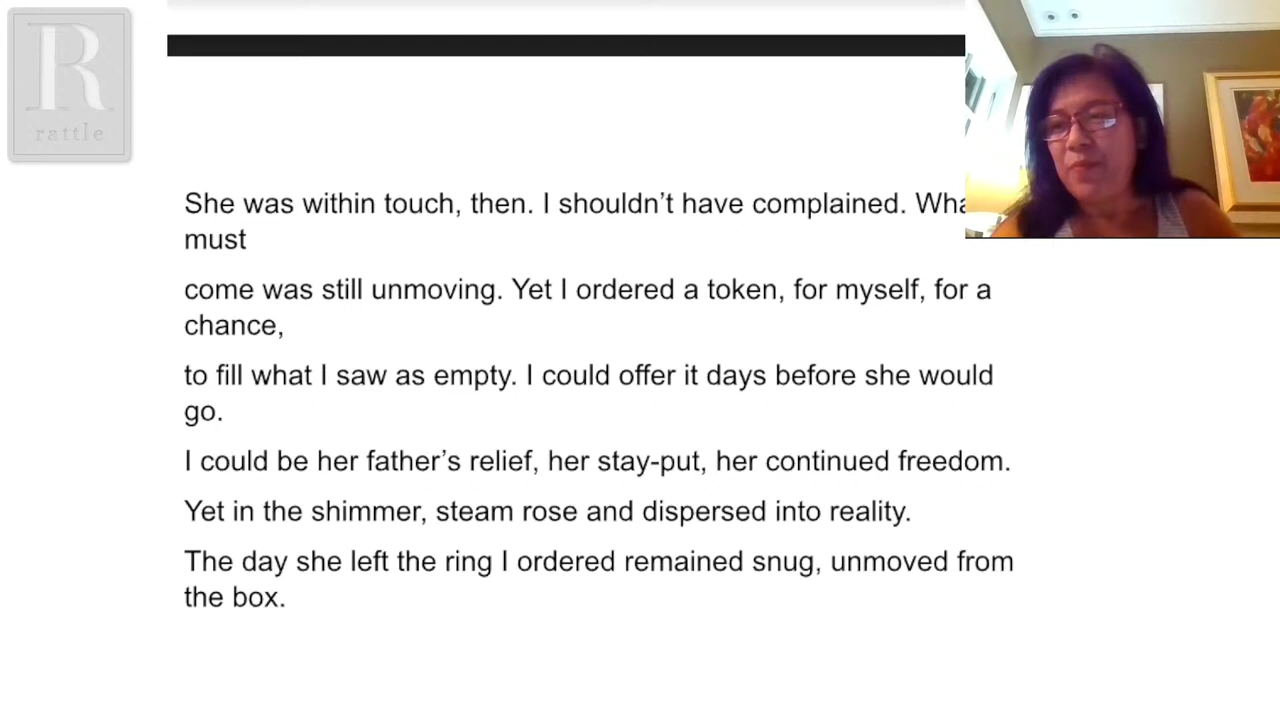 R
rattle
She was within touch, then. I shouldn’t have complained.
must
come was still unmoving. Yet I ordered a token, for myself, for a
chance,
to fill what I saw as empty. I could offer it days before she would
go.
I could be her father’s relief, her stay-put, her continued freedom.
Yet in the shimmer, steam rose and dispersed into reality.
The day she left the ring I ordered remained snug, unmoved from
the box.